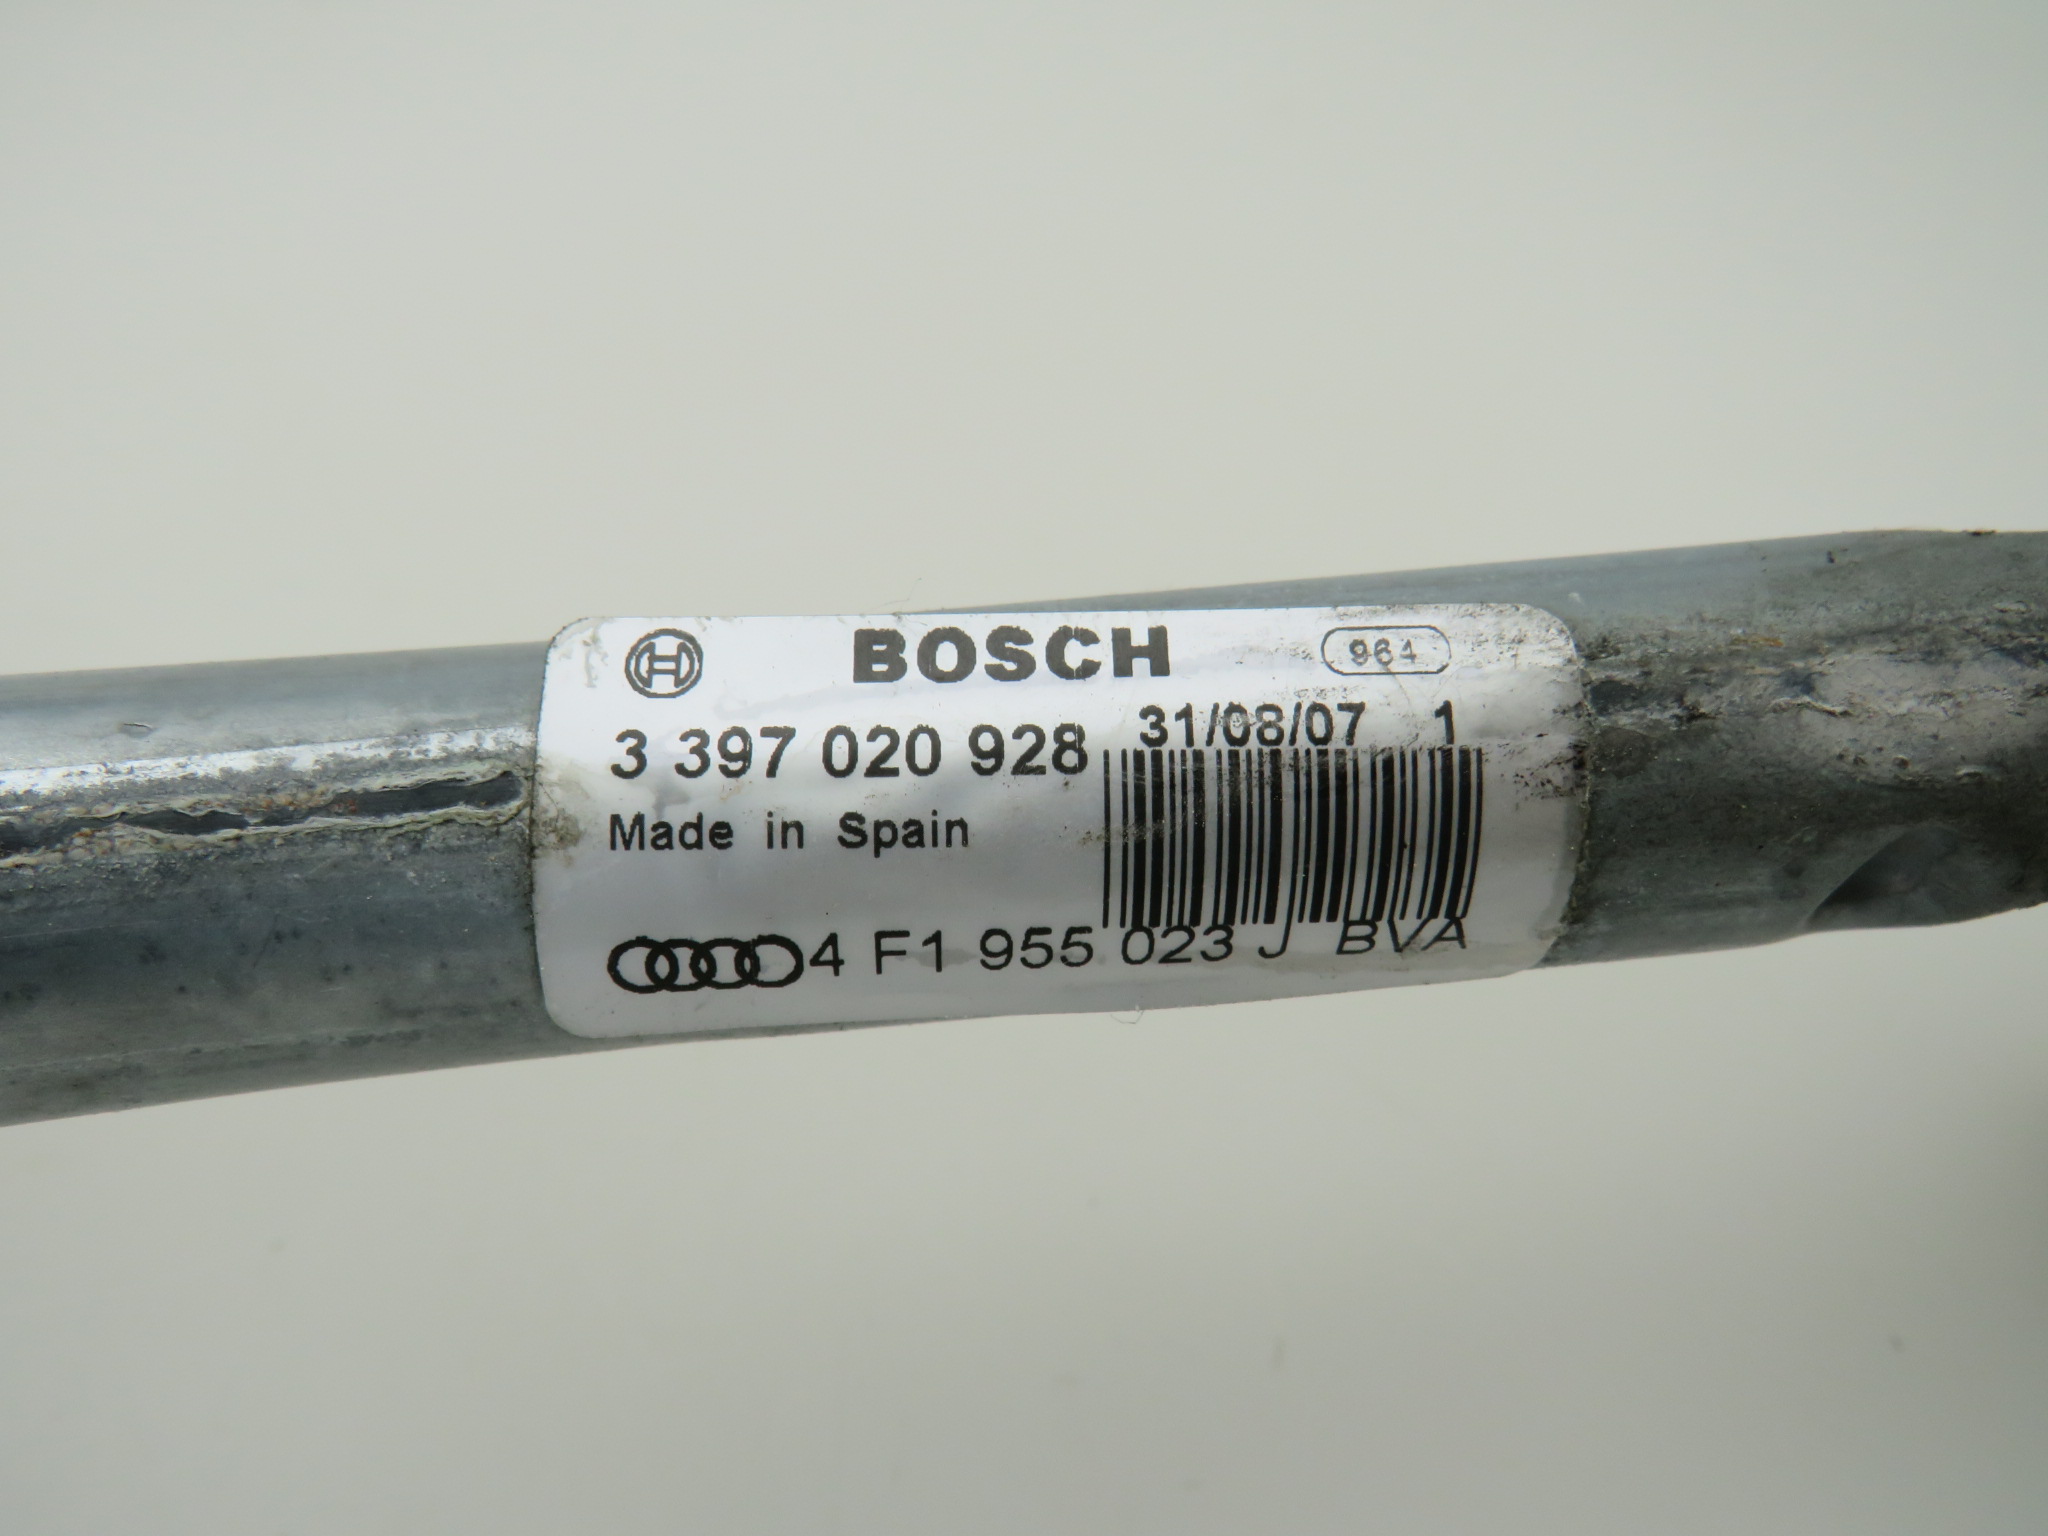 BOSCH 964
3 397 020 928 31/08/07 1
Made in Spain
4 F1 955 023 J BVA